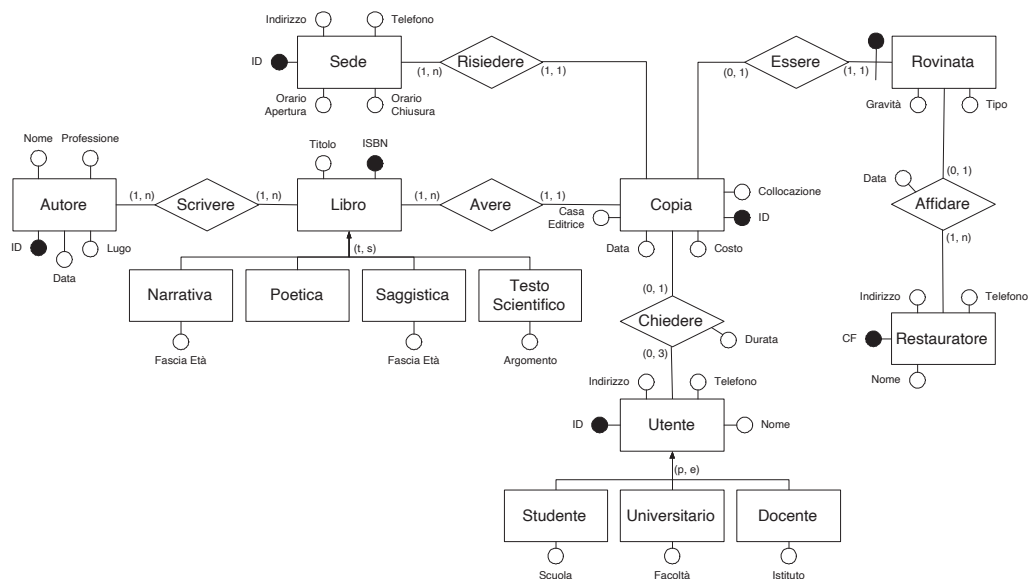 Indirizzo
Telefono
ID
Sede
(1, n)
Risiedere
(1, 1)
Orario
Apertura
Orario
Chiusura
(0, 1)
Essere
(1, 1)
Rovinata
Gravità
Tipo
Nome
Professione
Autore
(1, n)
Scrivere
(1, n)
ID
Data
Lugo
Titolo
ISBN
Libro
(1, n)
Avere
(1, 1)
Copia
Collocazione
ID
Casa
Editrice
Data
Costo
(0, 1)
Data
Affidare
(1, n)
(t, s)
Narrativa
Poetica
Saggistica
Testo
Scientifico
Fascia Età
Fascia Età
Argomento
(0, 1)
Chiedere
Durata
(0, 3)
Indirizzo
Telefono
CF
Restauratore
Nome
Indirizzo
Telefono
ID
Utente
Nome
(p, e)
Studente
Universitario
Docente
Scuola
Facoltà
Istituto